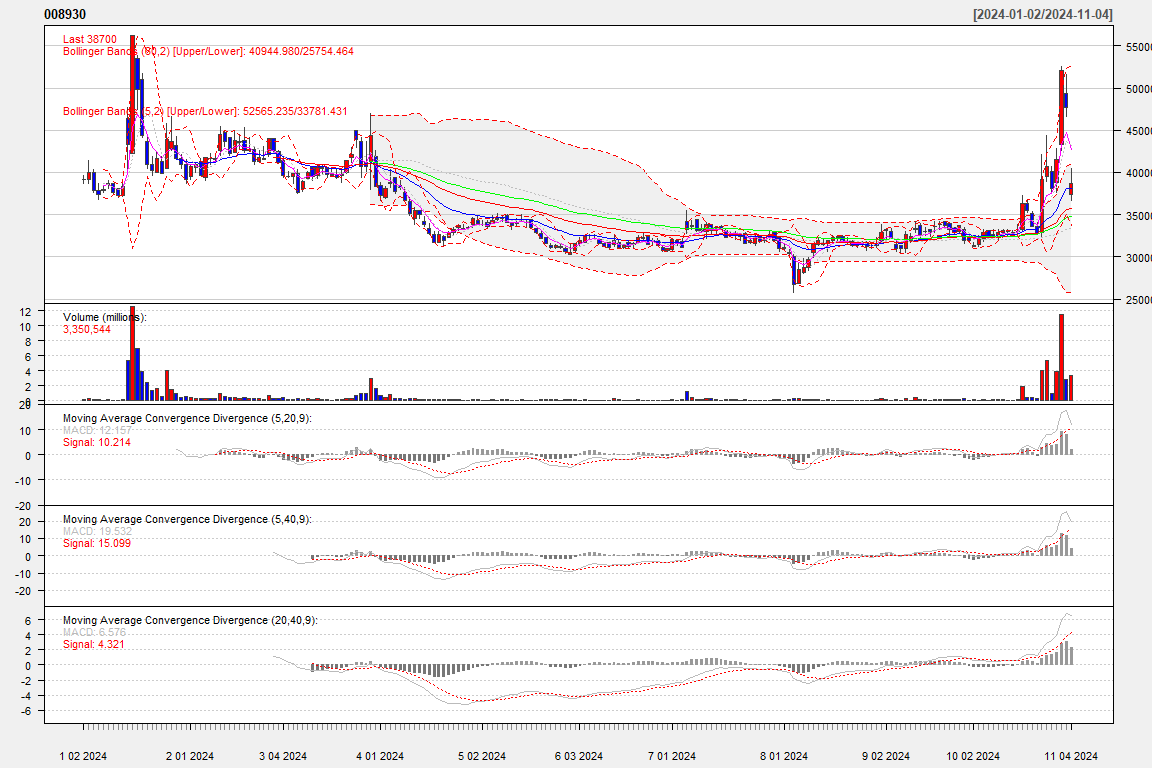 008930
[2024-01-02/2024-11-04]
Last 38700
Bollinger Bands (60,2) [Upper/Lower]: 40944.980/25754.464
Bollinger Bands (5,2) [Upper/Lower]: 52565.235/33781.431
55000
50000
45000
40000
35000
30000
25000
Volume (millions):
3,350,544
12
10
8
6
4
2
0
Moving Average Convergence Divergence (5,20,9):
MACD: 12.157
Signal: 10.214
20
10
0
-10
-20
Moving Average Convergence Divergence (5,40,9):
MACD: 19.532
Signal: 15.099
20
10
0
-10
-20
Moving Average Convergence Divergence (20,40,9):
MACD: 6.576
Signal: 4.321
6
4
2
0
-2
-4
-6
1 02 2024
2 01 2024
3 04 2024
4 01 2024
5 02 2024
6 03 2024
7 01 2024
8 01 2024
9 02 2024
10 02 2024
11 04 2024